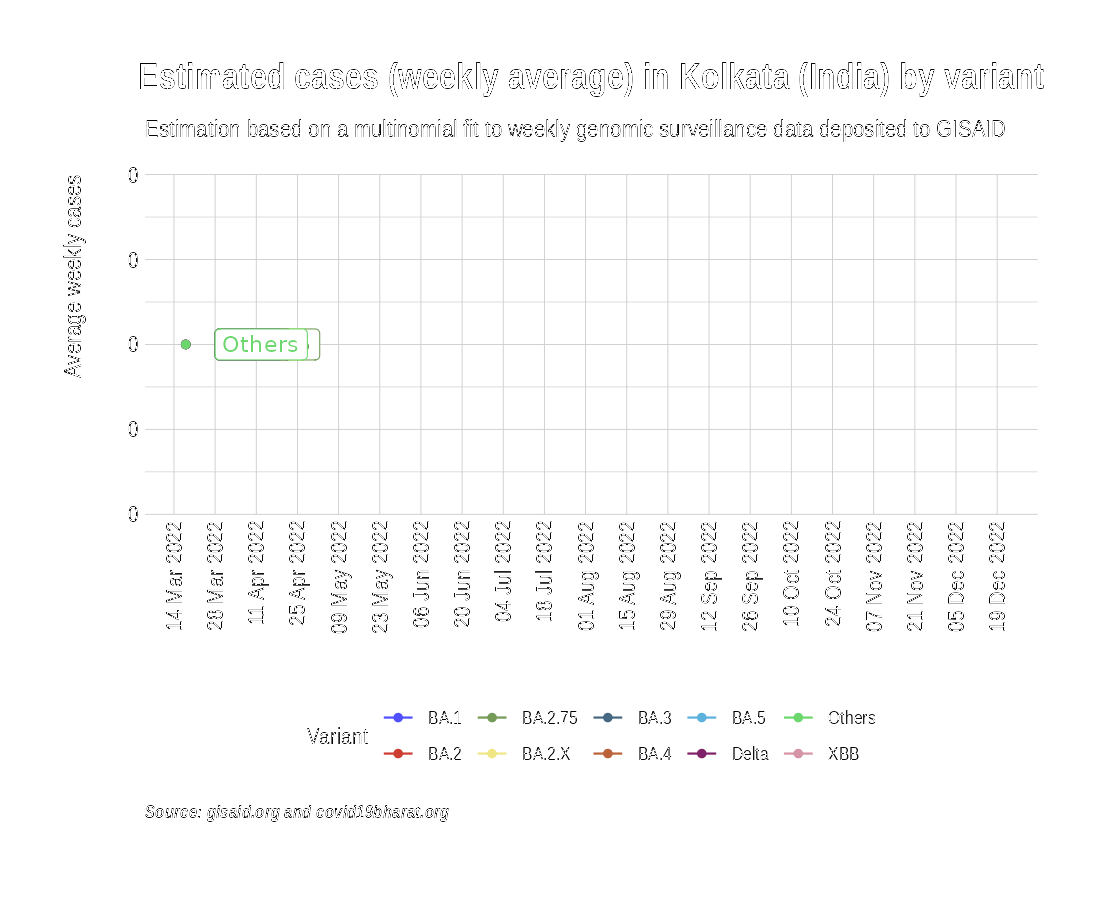 Estimated cases (weekly average) in Kolkata (India) by variant
Estimation based on a multinomial fit to weekly genomic surveillance data deposited to GISAID
Average weekly cases
0
0
0
0
0
Others
14 Mar 2022
28 Mar 2022
11 Apr 2022
25 Apr 2022
09 May 2022
23 May 2022
06 Jun 2022
20 Jun 2022
04 Jul 2022
18 Jul 2022
01 Aug 2022
15 Aug 2022
29 Aug 2022
12 Sep 2022
26 Sep 2022
10 Oct 2022
24 Oct 2022
07 Nov 2022
21 Nov 2022
05 Dec 2022
19 Dec 2022
Variant
BA.1 BA.2.75 BA.3 BA.5 Others
BA.2 BA.2.X BA.4 Delta XBB
Source: gisaid.org and covid19bharat.org